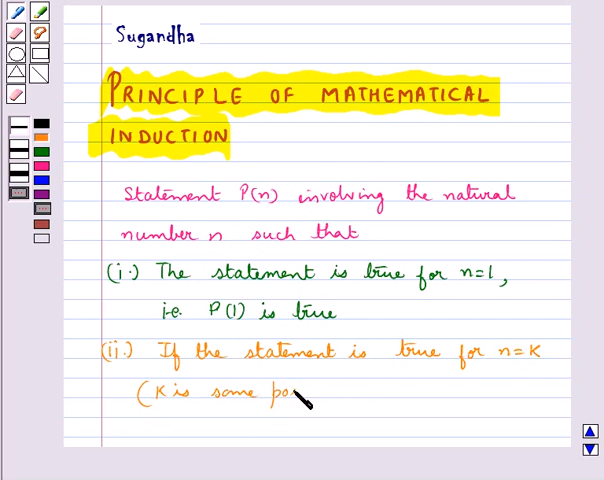 Sugandha
PRINCIPLE OF MATHEMATICAL
INDUCTION
Statement P(n) involving the natural
number n such that
(i.) The statement is true for n=1,
i.e. P(1) is true
(ii.) If the statement is true for n=K
(K is some pos